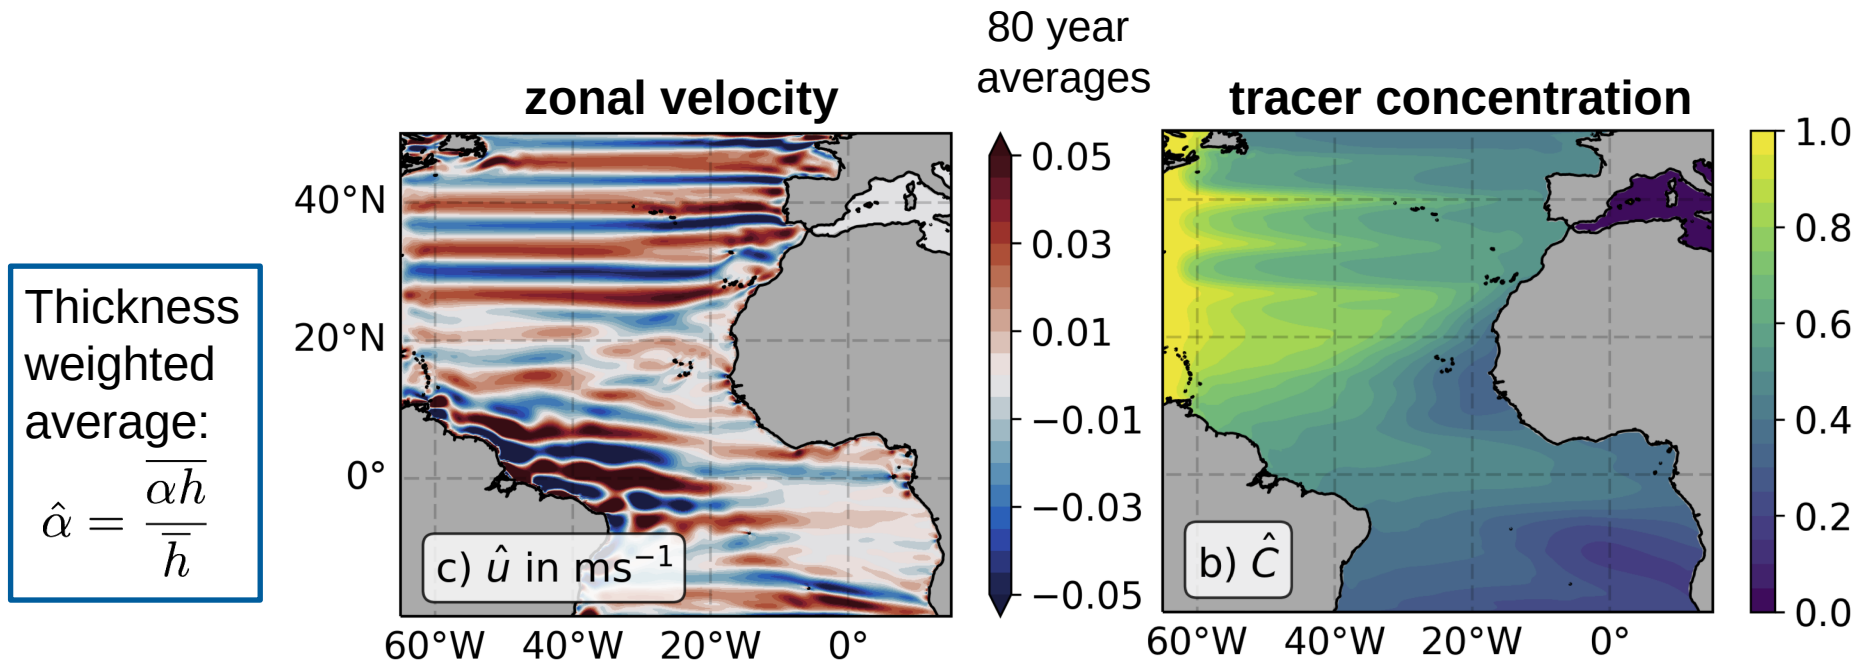 80 year
averages
zonal velocity
tracer concentration
Thickness
weighted
average:
α̂ = \frac{\overline{αh}}{\overline{h}}
40°N
20°N
0°
60°W 40°W 20°W 0°
c) û in ms⁻¹
0.05
0.03
0.01
−0.01
−0.03
−0.05
b) Ĉ
60°W 40°W 20°W 0°
1.0
0.8
0.6
0.4
0.2
0.0